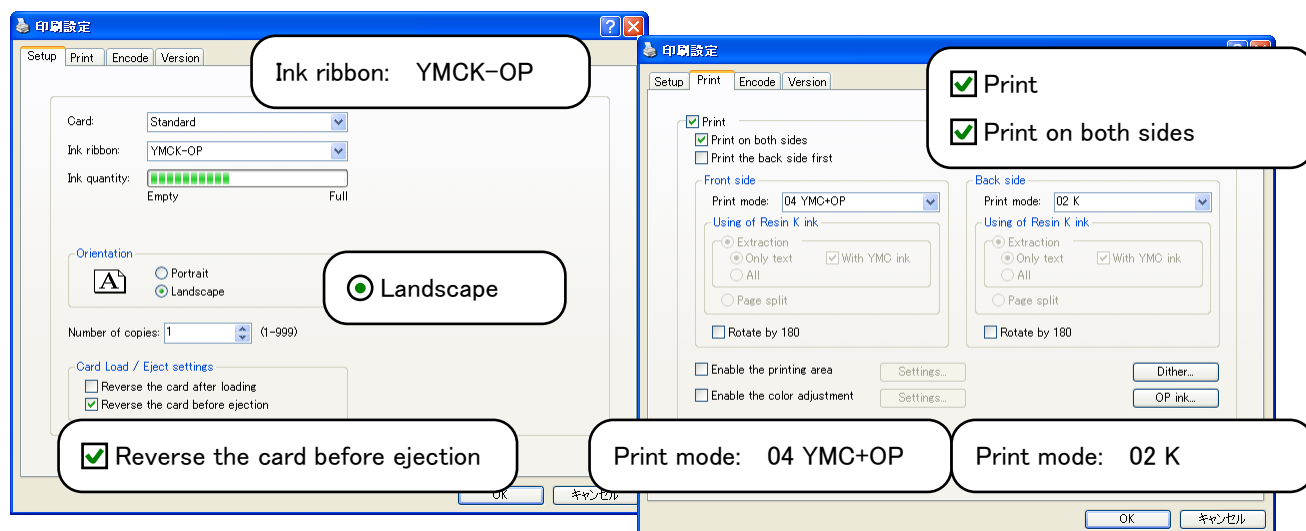 印刷設定
Setup Print Encode Version
Ink ribbon: YMCK-OP
Card: Standard
Ink ribbon: YMCK-OP
Ink quantity:
Empty Full
Orientation
A
Portrait
Landscape
Landscape
Number of copies: 1 (1-999)
Card Load / Eject settings
Reverse the card after loading
Reverse the card before ejection
Reverse the card before ejection
OK キャンセル
印刷設定
Setup Print Encode Version
Print
Print on both sides
Print
Print on both sides
Print the back side first
Front side
Print mode: 04 YMC+OP
Using of Resin K ink
Extraction
Only text With YMC ink
All
Page split
Rotate by 180
Back side
Print mode: 02 K
Using of Resin K ink
Extraction
Only text With YMC ink
All
Page split
Rotate by 180
Enable the printing area Settings... Dither...
Enable the color adjustment Settings... OP ink...
Print mode: 04 YMC+OP
Print mode: 02 K
OK キャンセル